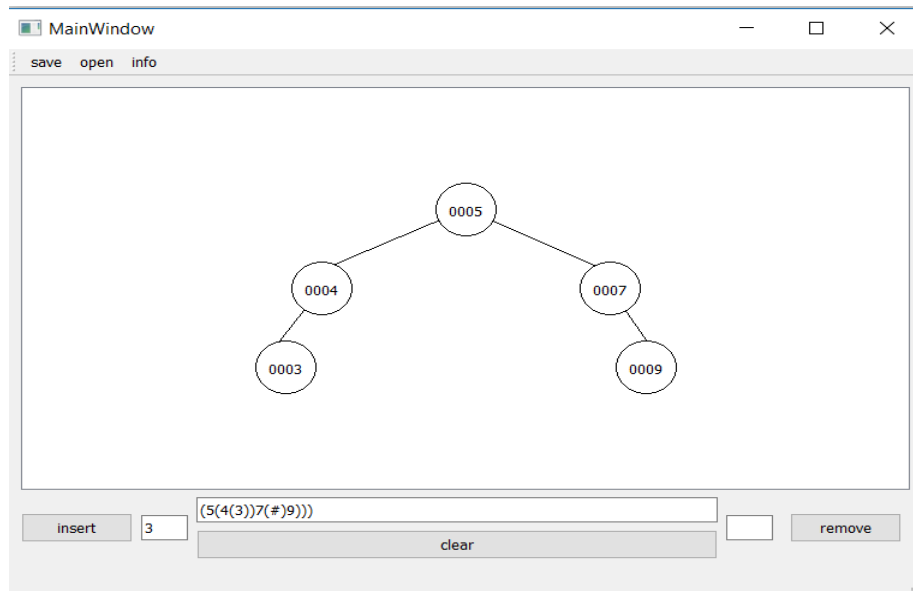 MainWindow
save open info
0005
0004 0007
0003 0009
(5(4(3))7(#)9)))
insert 3 remove
clear